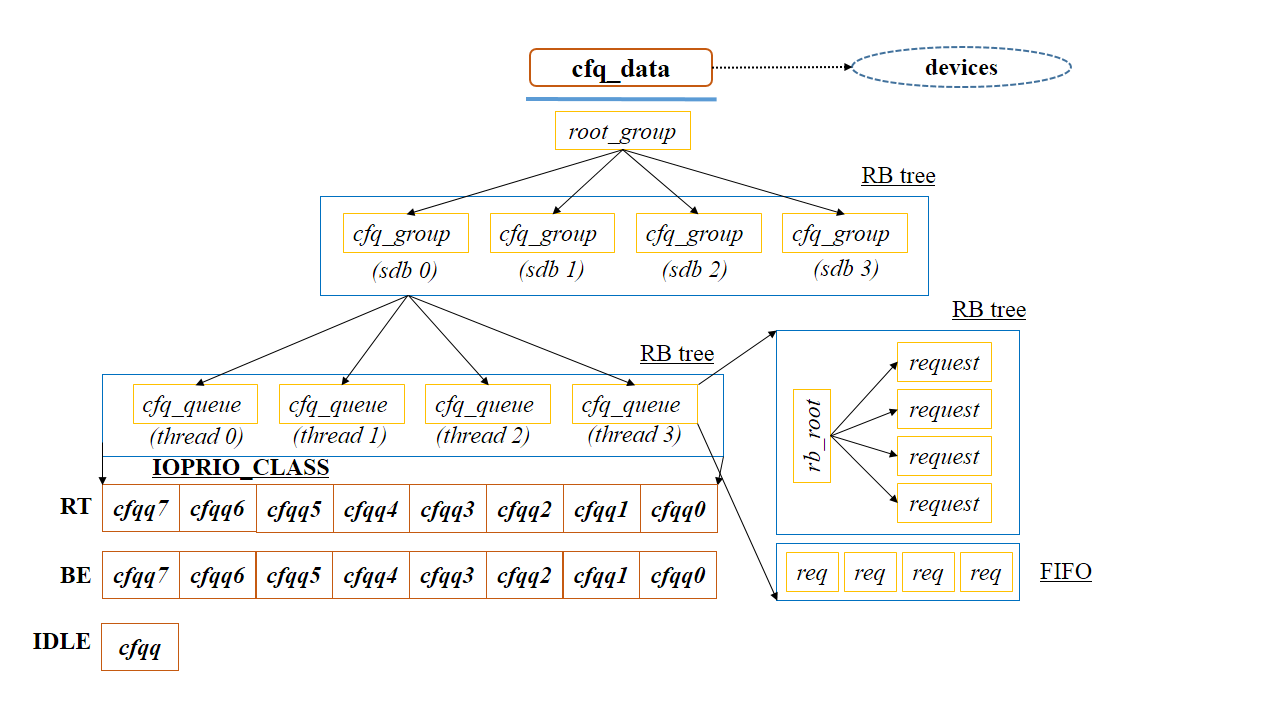 cfq_data
devices
root_group
RB tree
cfq_group
cfq_group
cfq_group
cfq_group
(sdb 0)
(sdb 1)
(sdb 2)
(sdb 3)
RB tree
cfq_queue
cfq_queue
cfq_queue
cfq_queue
(thread 0)
(thread 1)
(thread 2)
(thread 3)
IOPRIO_CLASS
RT
cfqq7
cfqq6
cfqq5
cfqq4
cfqq3
cfqq2
cfqq1
cfqq0
BE
cfqq7
cfqq6
cfqq5
cfqq4
cfqq3
cfqq2
cfqq1
cfqq0
IDLE
cfqq
RB tree
rb_root
request
request
request
request
req
req
req
req
FIFO